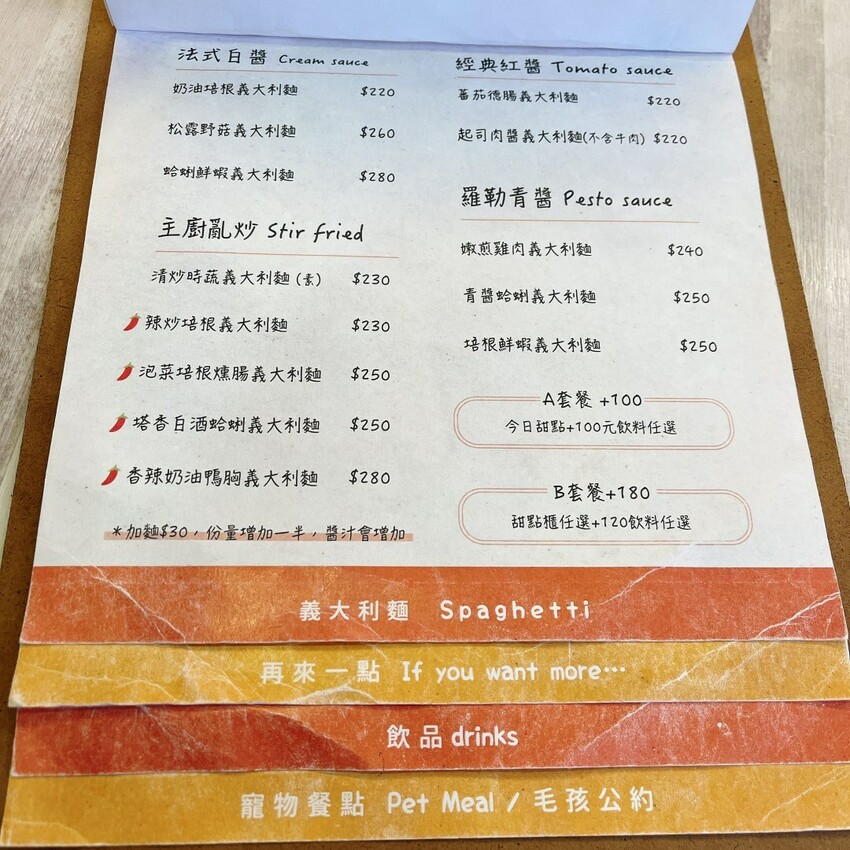 法式白醬 Cream sauce
奶油培根義大利麵 $220
松露野菇義大利麵 $260
蛤蜊鮮蝦義大利麵 $280
主廚亂炒 Stir fried
清炒時蔬義大利麵(素) $230
辣炒培根義大利麵 $230
泡菜培根燻腸義大利麵 $250
塔香白酒蛤蜊義大利麵 $250
香辣奶油鴨胸義大利麵 $280
*加麵$30,份量增加一半,醬汁會增加
經典紅醬 Tomato sauce
蕃茄德腸義大利麵 $220
起司肉醬義大利麵(不含牛肉) $220
羅勒青醬 Pesto sauce
嫩煎雞肉義大利麵 $240
青醬蛤蜊義大利麵 $250
培根鮮蝦義大利麵 $250
A套餐 +100
今日甜點+100元飲料任選
B套餐+180
甜點櫃任選+120飲料任選
義大利麵 Spaghetti
再來一點 If you want more…
飲品 drinks
寵物餐點 Pet Meal / 毛孩公約